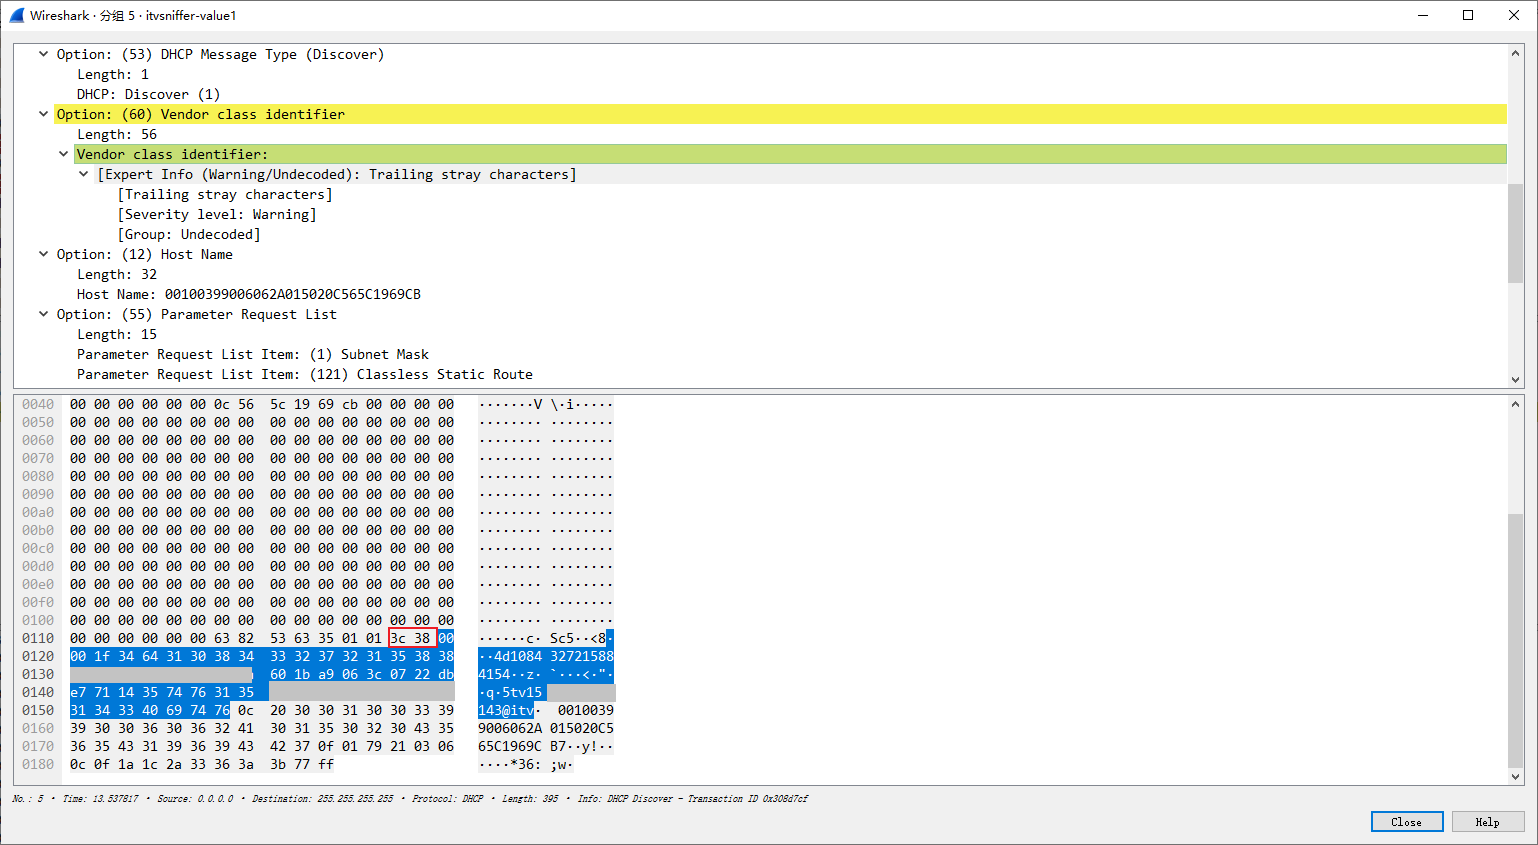 Wireshark · 分组 5 · itvsniffer-value1
Option: (53) DHCP Message Type (Discover)
Length: 1
DHCP: Discover (1)
Option: (60) Vendor class identifier
Length: 56
Vendor class identifier:
[Expert Info (Warning/Undecoded): Trailing stray characters]
[Trailing stray characters]
[Severity level: Warning]
[Group: Undecoded]
Option: (12) Host Name
Length: 32
Host Name: 00100399006062A015020C565C1969CB
Option: (55) Parameter Request List
Length: 15
Parameter Request List Item: (1) Subnet Mask
Parameter Request List Item: (121) Classless Static Route
0040 00 00 00 00 00 00 0c 56 5c 19 69 cb 00 00 00 00 ·······V \·i·····
0050 00 00 00 00 00 00 00 00 00 00 00 00 00 00 00 00 ········ ········
0060 00 00 00 00 00 00 00 00 00 00 00 00 00 00 00 00 ········ ········
0070 00 00 00 00 00 00 00 00 00 00 00 00 00 00 00 00 ········ ········
0080 00 00 00 00 00 00 00 00 00 00 00 00 00 00 00 00 ········ ········
0090 00 00 00 00 00 00 00 00 00 00 00 00 00 00 00 00 ········ ········
00a0 00 00 00 00 00 00 00 00 00 00 00 00 00 00 00 00 ········ ········
00b0 00 00 00 00 00 00 00 00 00 00 00 00 00 00 00 00 ········ ········
00c0 00 00 00 00 00 00 00 00 00 00 00 00 00 00 00 00 ········ ········
00d0 00 00 00 00 00 00 00 00 00 00 00 00 00 00 00 00 ········ ········
00e0 00 00 00 00 00 00 00 00 00 00 00 00 00 00 00 00 ········ ········
00f0 00 00 00 00 00 00 00 00 00 00 00 00 00 00 00 00 ········ ········
0100 00 00 00 00 00 00 00 00 00 00 00 00 00 00 00 00 ········ ········
0110 00 00 00 00 00 00 63 82 53 63 35 01 01 3c 38 00 ······c· Sc5··<8·
0120 00 1f 34 64 31 30 38 34 33 32 37 32 31 35 38 38 ··4d1084 32721588
0130 60 1b a9 06 3c 07 22 db 4154··z· `···<·"·
0140 e7 71 14 35 74 76 31 35 ·q·5tv15
0150 31 34 33 40 69 74 76 0c 20 30 30 31 30 30 33 39 143@itv· 0010039
0160 39 30 30 36 30 36 32 41 30 31 35 30 32 30 43 35 9006062A 015020C5
0170 36 35 43 31 39 36 39 43 42 37 0f 01 79 21 03 06 65C1969C B7··y!··
0180 0c 0f 1a 1c 2a 33 36 3a 3b 77 ff ····*36: ;w·
No.: 5 · Time: 13.537817 · Source: 0.0.0.0 · Destination: 255.255.255.255 · Protocol: DHCP · Length: 395 · Info: DHCP Discover - Transaction ID 0x308d7cf
Close Help